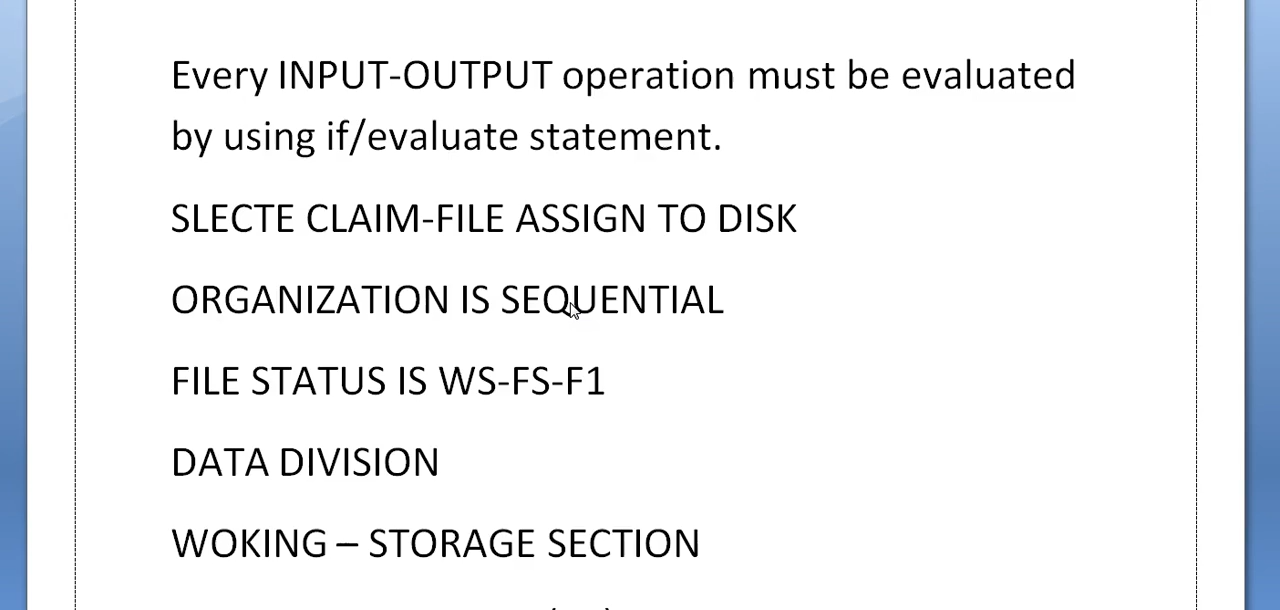 Every INPUT-OUTPUT operation must be evaluated
by using if/evaluate statement.
SLECTE CLAIM-FILE ASSIGN TO DISK
ORGANIZATION IS SEQUENTIAL
FILE STATUS IS WS-FS-F1
DATA DIVISION
WOKING – STORAGE SECTION